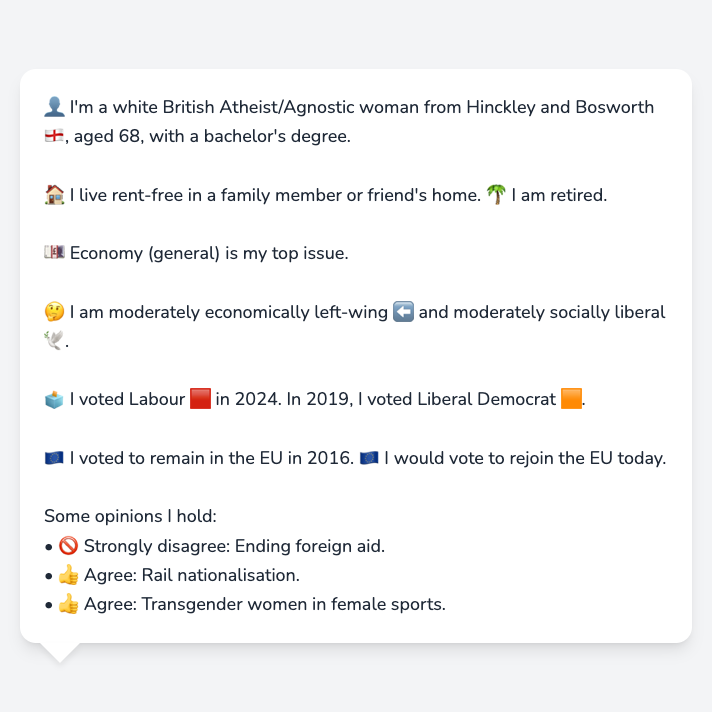 👤 I'm a white British Atheist/Agnostic woman from Hinckley and Bosworth
🏴󠁧󠁢󠁥󠁮󠁧󠁿, aged 68, with a bachelor's degree.
🏠 I live rent-free in a family member or friend's home. 🌴 I am retired.
💷 Economy (general) is my top issue.
🤔 I am moderately economically left-wing ⬅️ and moderately socially liberal
🕊️.
🗳️ I voted Labour 🟥 in 2024. In 2019, I voted Liberal Democrat 🟧.
🇪🇺 I voted to remain in the EU in 2016. 🇪🇺 I would vote to rejoin the EU today.
Some opinions I hold:
• 🚫 Strongly disagree: Ending foreign aid.
• 👍 Agree: Rail nationalisation.
• 👍 Agree: Transgender women in female sports.